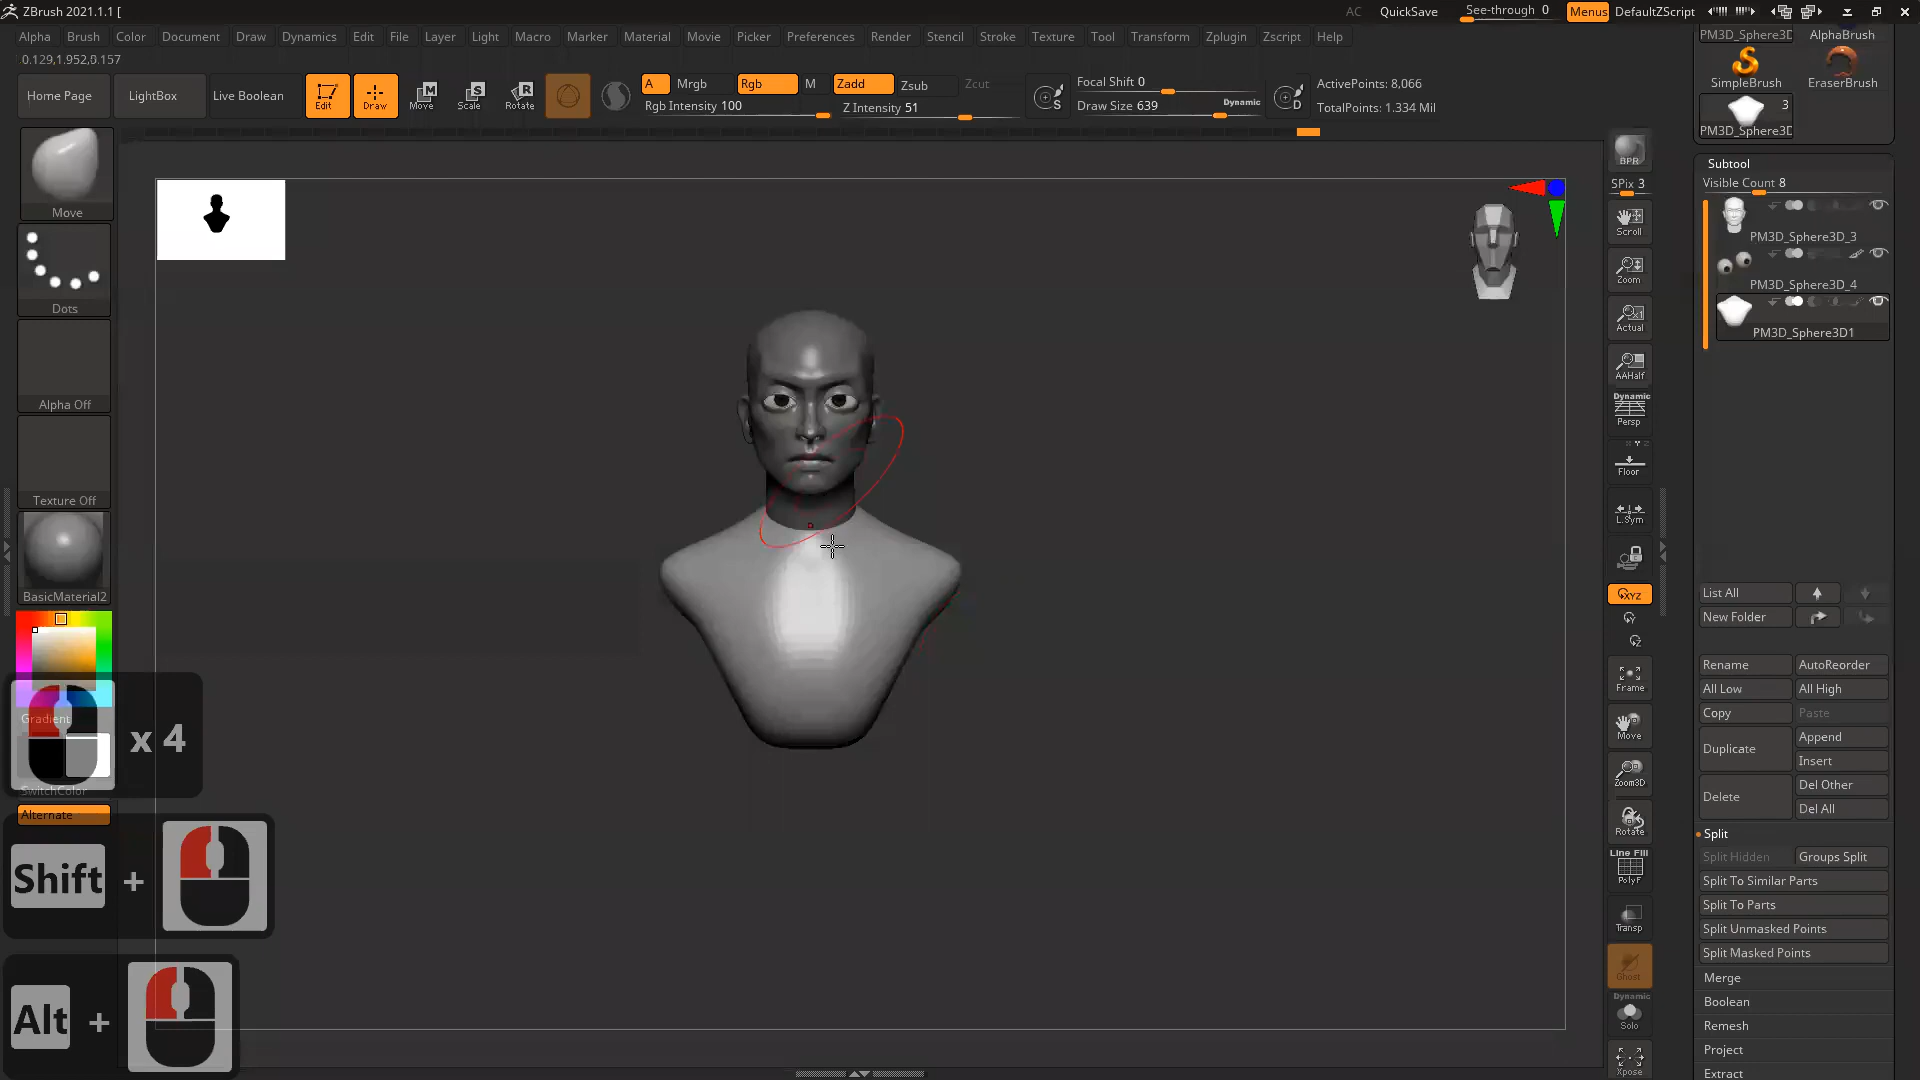 ZBrush 2021.1.1 [
AC QuickSave See-through 0 Menus DefaultZScript
Alpha Brush Color Document Draw Dynamics Edit File Layer Light Macro Marker Material Movie Picker Preferences Render Stencil Stroke Texture Tool Transform Zplugin Zscript Help
0.129,1.952,0.157
Home Page LightBox Live Boolean Edit Draw Move Scale Rotate
M S R
A Mrgb Rgb M Zadd Zsub Zcut
Rgb Intensity 100 Z Intensity 51
Focal Shift 0
Draw Size 639 Dynamic
S D
ActivePoints: 8,066
TotalPoints: 1.334 Mil
Move
Dots
Alpha Off
Texture Off
BasicMaterial2
Gradient
SwitchColor
Alternate
x 4
Shift +
Alt +
BPR
SPix 3
Scroll
Zoom
Actual
AAHalf
Dynamic
Persp
Floor
L.Sym
XYZ
Y
Z
Frame
Move
Zoom3D
Rotate
Line Fill
PolyF
Transp
Ghost
Dynamic
Solo
Xpose
PM3D_Sphere3D AlphaBrush
SimpleBrush EraserBrush
3
PM3D_Sphere3D
Subtool
Visible Count 8
PM3D_Sphere3D_3
PM3D_Sphere3D_4
PM3D_Sphere3D1
List All
New Folder
Rename AutoReorder
All Low All High
Copy Paste
Duplicate Append
Insert
Delete Del Other
Del All
Split
Split Hidden Groups Split
Split To Similar Parts
Split To Parts
Split Unmasked Points
Split Masked Points
Merge
Boolean
Remesh
Project
Extract